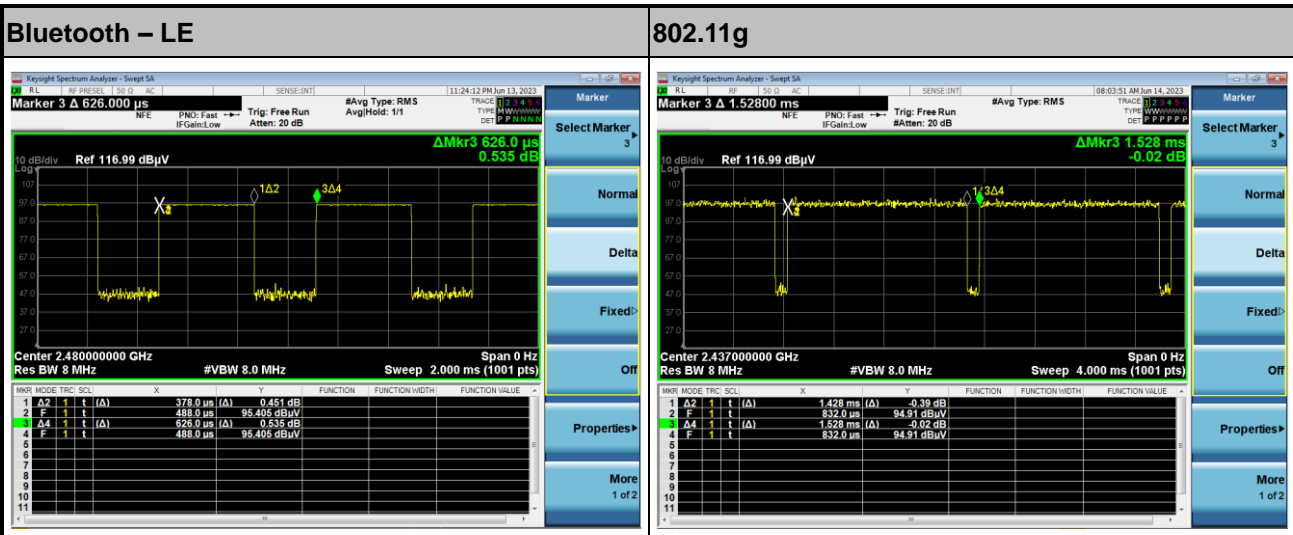 Bluetooth – LE
802.11g
Keysight Spectrum Analyzer - Swept SA
RL RF PRESEL 50 Ω AC SENSE:INT 11:24:12 PM Jun 13, 2023
Marker 3 Δ 626.000 µs
#Avg Type: RMS
TRACE 1 2 3 4 5 6
NFE PNO: Fast Trig: Free Run Avg|Hold: 1/1
TYPE M WWWWW
IFGain:Low Atten: 20 dB
DET P P N N N N
ΔMkr3 626.0 µs
0.535 dB
10 dB/div Ref 116.99 dBµV
Log
107
97.0
87.0
77.0
67.0
57.0
47.0
37.0
27.0
1Δ2
3Δ4
Center 2.480000000 GHz Span 0 Hz
Res BW 8 MHz #VBW 8.0 MHz Sweep 2.000 ms (1001 pts)
MKR MODE TRC SCL X Y FUNCTION FUNCTION WIDTH FUNCTION VALUE
1 Δ2 1 t (Δ) 378.0 µs (Δ) 0.451 dB
2 F 1 t 488.0 µs 95.405 dBµV
3 Δ4 1 t (Δ) 626.0 µs (Δ) 0.535 dB
4 F 1 t 488.0 µs 95.405 dBµV
5
6
7
8
9
10
11
Marker
Select Marker
3
Normal
Delta
Fixed
Off
Properties
More
1 of 2
Keysight Spectrum Analyzer - Swept SA
RL RF 50 Ω AC SENSE:INT 08:03:51 AM Jun 14, 2023
Marker 3 Δ 1.52800 ms
#Avg Type: RMS
TRACE 1 2 3 4 5 6
NFE PNO: Fast Trig: Free Run
TYPE
IFGain:Low #Atten: 20 dB
DET P P P P P P
ΔMkr3 1.528 ms
-0.02 dB
10 dB/div Ref 116.99 dBµV
Log
107
97.0
87.0
77.0
67.0
57.0
47.0
37.0
27.0
3Δ4
Center 2.437000000 GHz Span 0 Hz
Res BW 8 MHz #VBW 8.0 MHz Sweep 4.000 ms (1001 pts)
MKR MODE TRC SCL X Y FUNCTION FUNCTION WIDTH FUNCTION VALUE
1 Δ2 1 t (Δ) 1.428 ms (Δ) -0.39 dB
2 F 1 t 832.0 µs 94.91 dBµV
3 Δ4 1 t (Δ) 1.528 ms (Δ) -0.02 dB
4 F 1 t 832.0 µs 94.91 dBµV
5
6
7
8
9
10
11
Marker
Select Marker
3
Normal
Delta
Fixed
Off
Properties
More
1 of 2